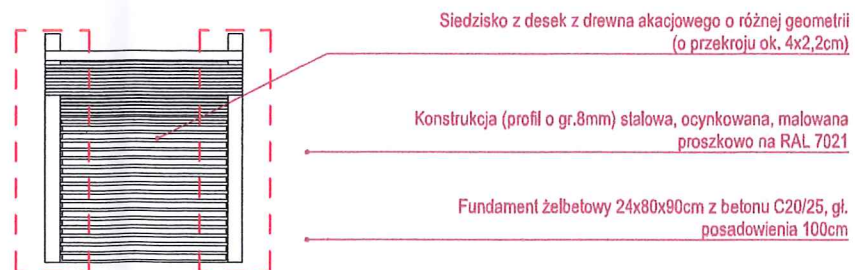 Siedzisko z desek z drewna akacjowego o różnej geometrii
(o przekroju ok. 4x2,2cm)
Konstrukcja (profil o gr.8mm) stalowa, ocynkowana, malowana
proszkowo na RAL 7021
Fundament żelbetowy 24x80x90cm z betonu C20/25, gł.
posadowienia 100cm